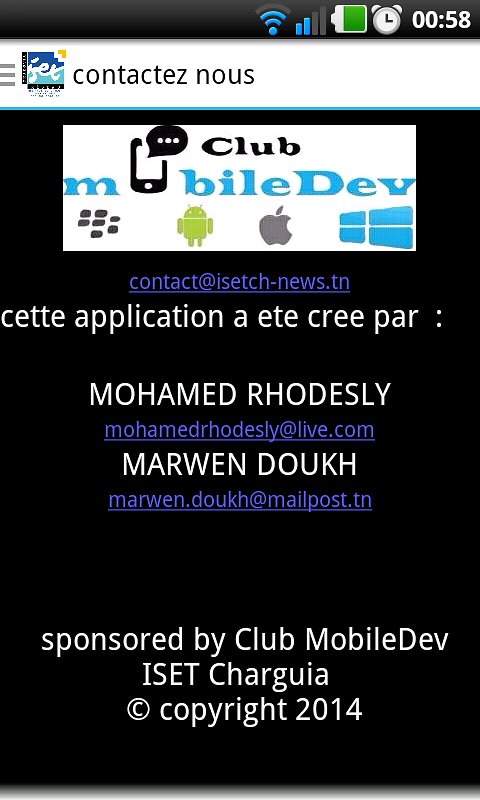 00:58
iset
contactez nous
Club
mobileDev
contact@isetch-news.tn
cette application a ete cree par :
MOHAMED RHODESLY
mohamedrhodesly@live.com
MARWEN DOUKH
marwen.doukh@mailpost.tn
sponsored by Club MobileDev
ISET Charguia
© copyright 2014